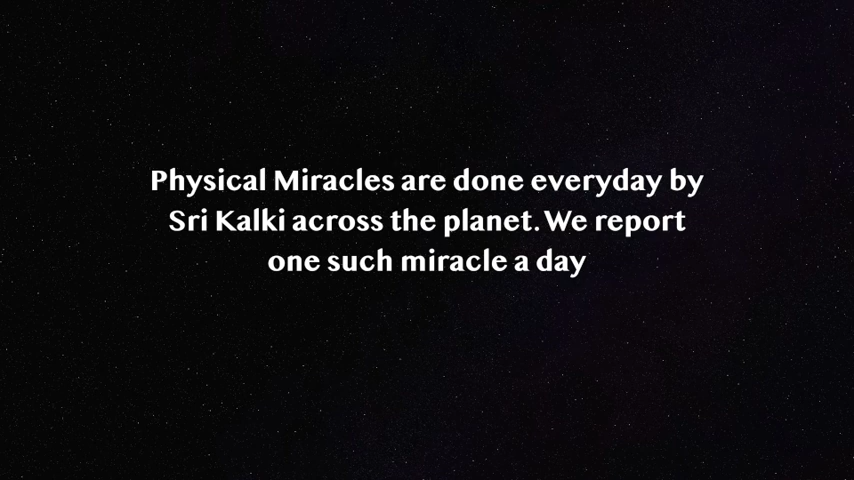 Physical Miracles are done everyday by
Sri Kalki across the planet. We report
one such miracle a day